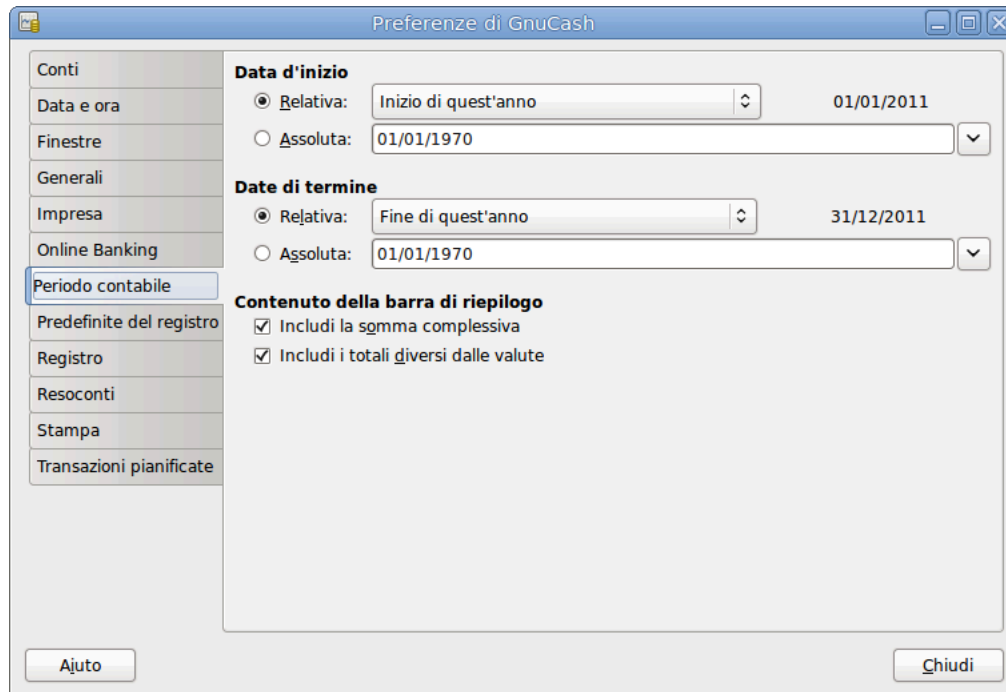 Preferenze di GnuCash
Conti
Data e ora
Finestre
Generali
Impresa
Online Banking
Periodo contabile
Predefinite del registro
Registro
Resoconti
Stampa
Transazioni pianificate
Data d'inizio
Relativa: Inizio di quest'anno 01/01/2011
Assoluta: 01/01/1970
Date di termine
Relativa: Fine di quest'anno 31/12/2011
Assoluta: 01/01/1970
Contenuto della barra di riepilogo
Includi la somma complessiva
Includi i totali diversi dalle valute
Aiuto
Chiudi